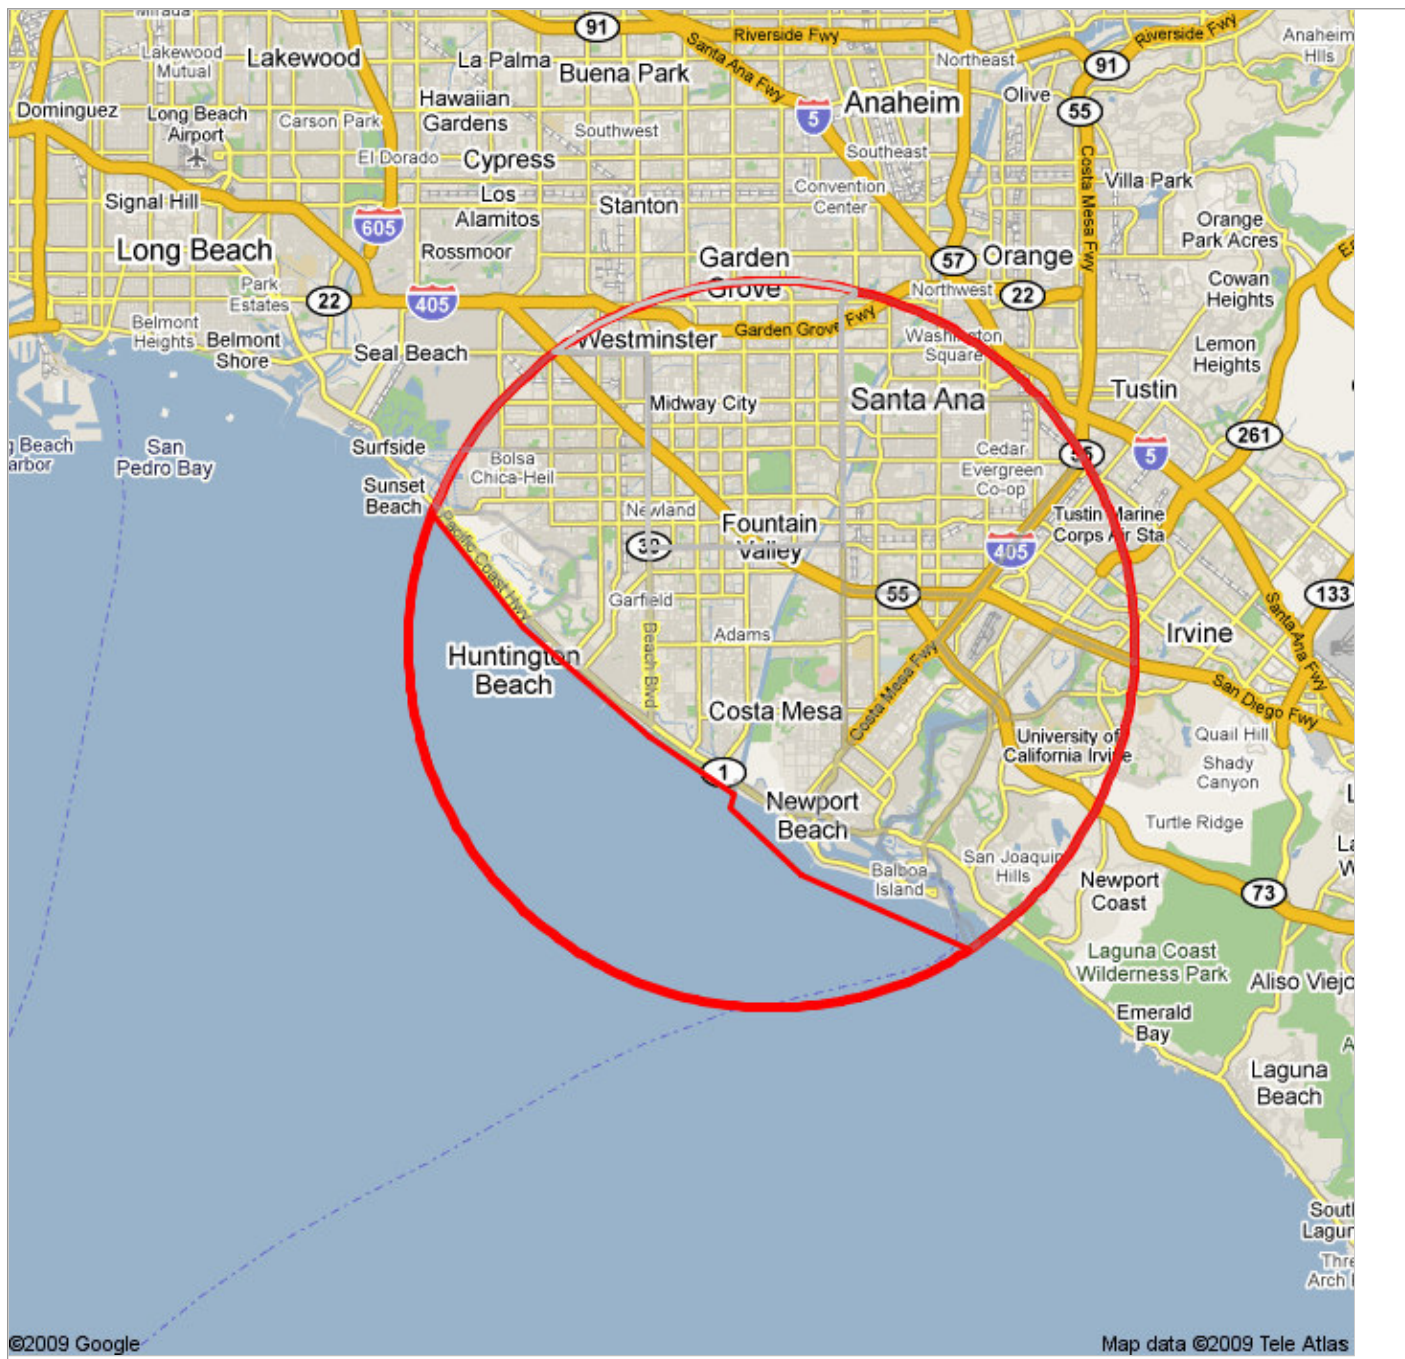 Mirada
91
Riverside Fwy
Riverside Fwy
Anaheim
Hlls
Lakewood
Mutual
Lakewood
La Palma
Buena Park
Santa Ana Fwy
Northeast
91
Dominguez
Long Beach
Airport
Carson Park
Hawaiian
Gardens
Southwest
5
Anaheim
Olive
55
El Dorado
Cypress
Southeast
Costa Mesa Fwy
Signal Hill
Los
Alamitos
Stanton
Convention
Center
Villa Park
605
Orange
Park Acres
Long Beach
Rossmoor
Garden
Grove
57
Orange
Cowan
Heights
Park
Estates
22
405
Northwest
22
Belmont
Heights
Belmont
Shore
Seal Beach
Westminster
Garden Grove Fwy
Washington
Square
Lemon
Heights
Midway City
Santa Ana
Tustin
San
Pedro Bay
Surfside
Bolsa
Chica-Heil
Cedar
Evergreen
Co-op
55
5
261
Sunset
Beach
Newland
Fountain
Valley
Tustin Marine
Corps Air Sta
Pacific Coast Hwy
39
405
Garfield
55
133
Santa Ana Fwy
Huntington
Beach
Beach Blvd
Adams
Costa Mesa Fwy
Irvine
San Diego Fwy
Costa Mesa
University of
California Irvine
Quail Hill
Shady
Canyon
1
Newport
Beach
Turtle Ridge
Balboa
Island
San Joaquin
Hills
Newport
Coast
73
Laguna Coast
Wilderness Park
Aliso Viejo
Emerald
Bay
Laguna
Beach
©2009 Google
Map data ©2009 Tele Atlas